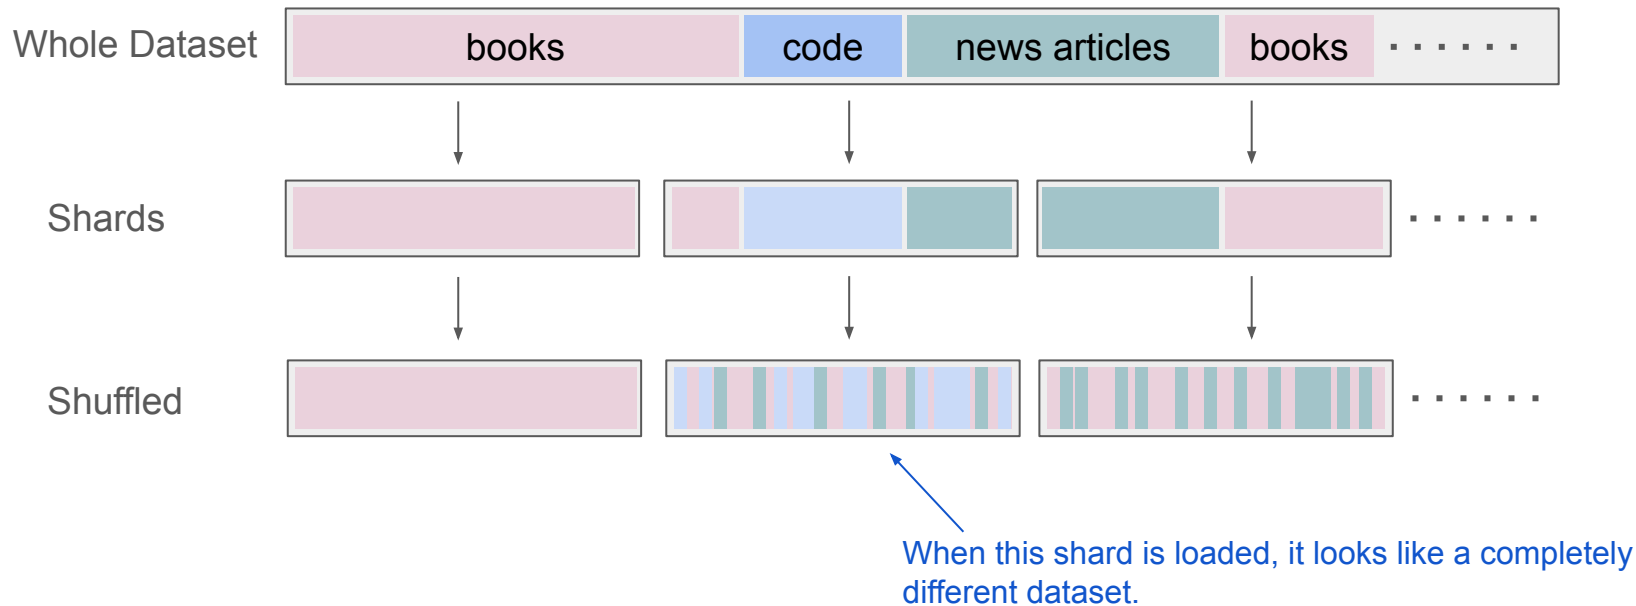 Whole Dataset
books
code
news articles
books
Shards
Shuffled
When this shard is loaded, it looks like a completely
different dataset.